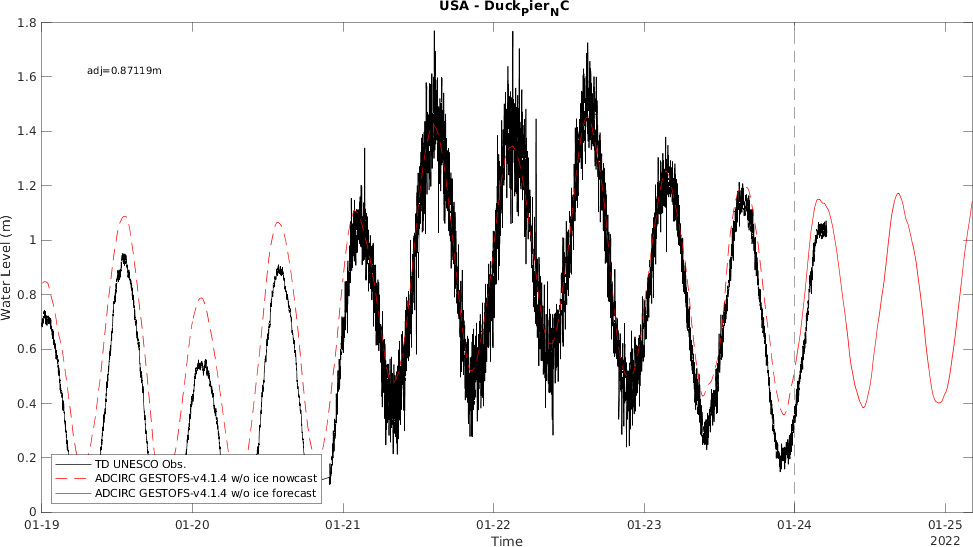 USA - Duck_Pier_NC
1.8
1.6
adj=0.87119m
1.4
1.2
1
0.8
0.6
0.4
0.2
0
Water Level (m)
TD UNESCO Obs.
ADCIRC GESTOFS-v4.1.4 w/o ice nowcast
ADCIRC GESTOFS-v4.1.4 w/o ice forecast
01-19 01-20 01-21 01-22 01-23 01-24 01-25
Time 2022